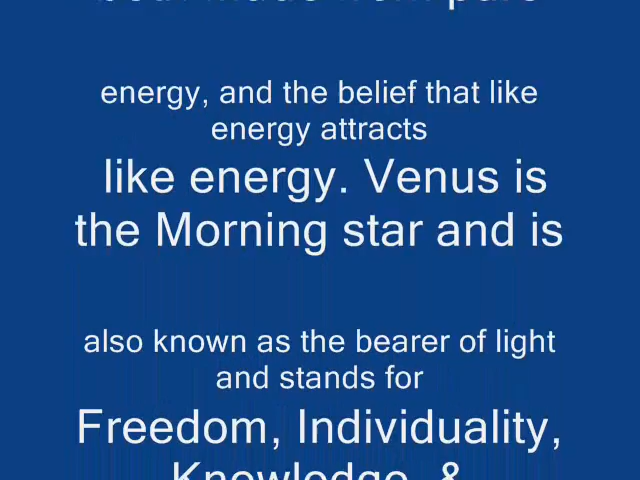 energy, and the belief that like
energy attracts
like energy. Venus is
the Morning star and is
also known as the bearer of light
and stands for
Freedom, Individuality,
Knowledge, &